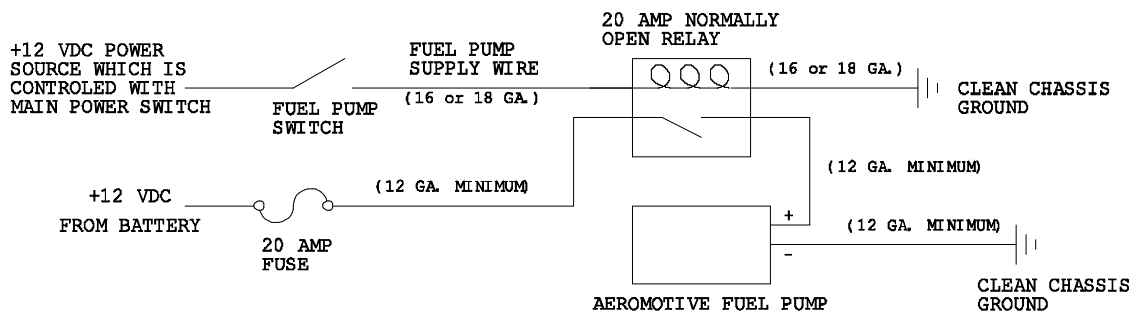 +12 VDC POWER
SOURCE WHICH IS
CONTROLED WITH
MAIN POWER SWITCH
FUEL PUMP
SWITCH
FUEL PUMP
SUPPLY WIRE
(16 or 18 GA.)
20 AMP NORMALLY
OPEN RELAY
(16 or 18 GA.)
CLEAN CHASSIS
GROUND
+12 VDC
FROM BATTERY
20 AMP
FUSE
(12 GA. MINIMUM)
(12 GA. MINIMUM)
+
-
(12 GA. MINIMUM)
CLEAN CHASSIS
GROUND
AEROMOTIVE FUEL PUMP